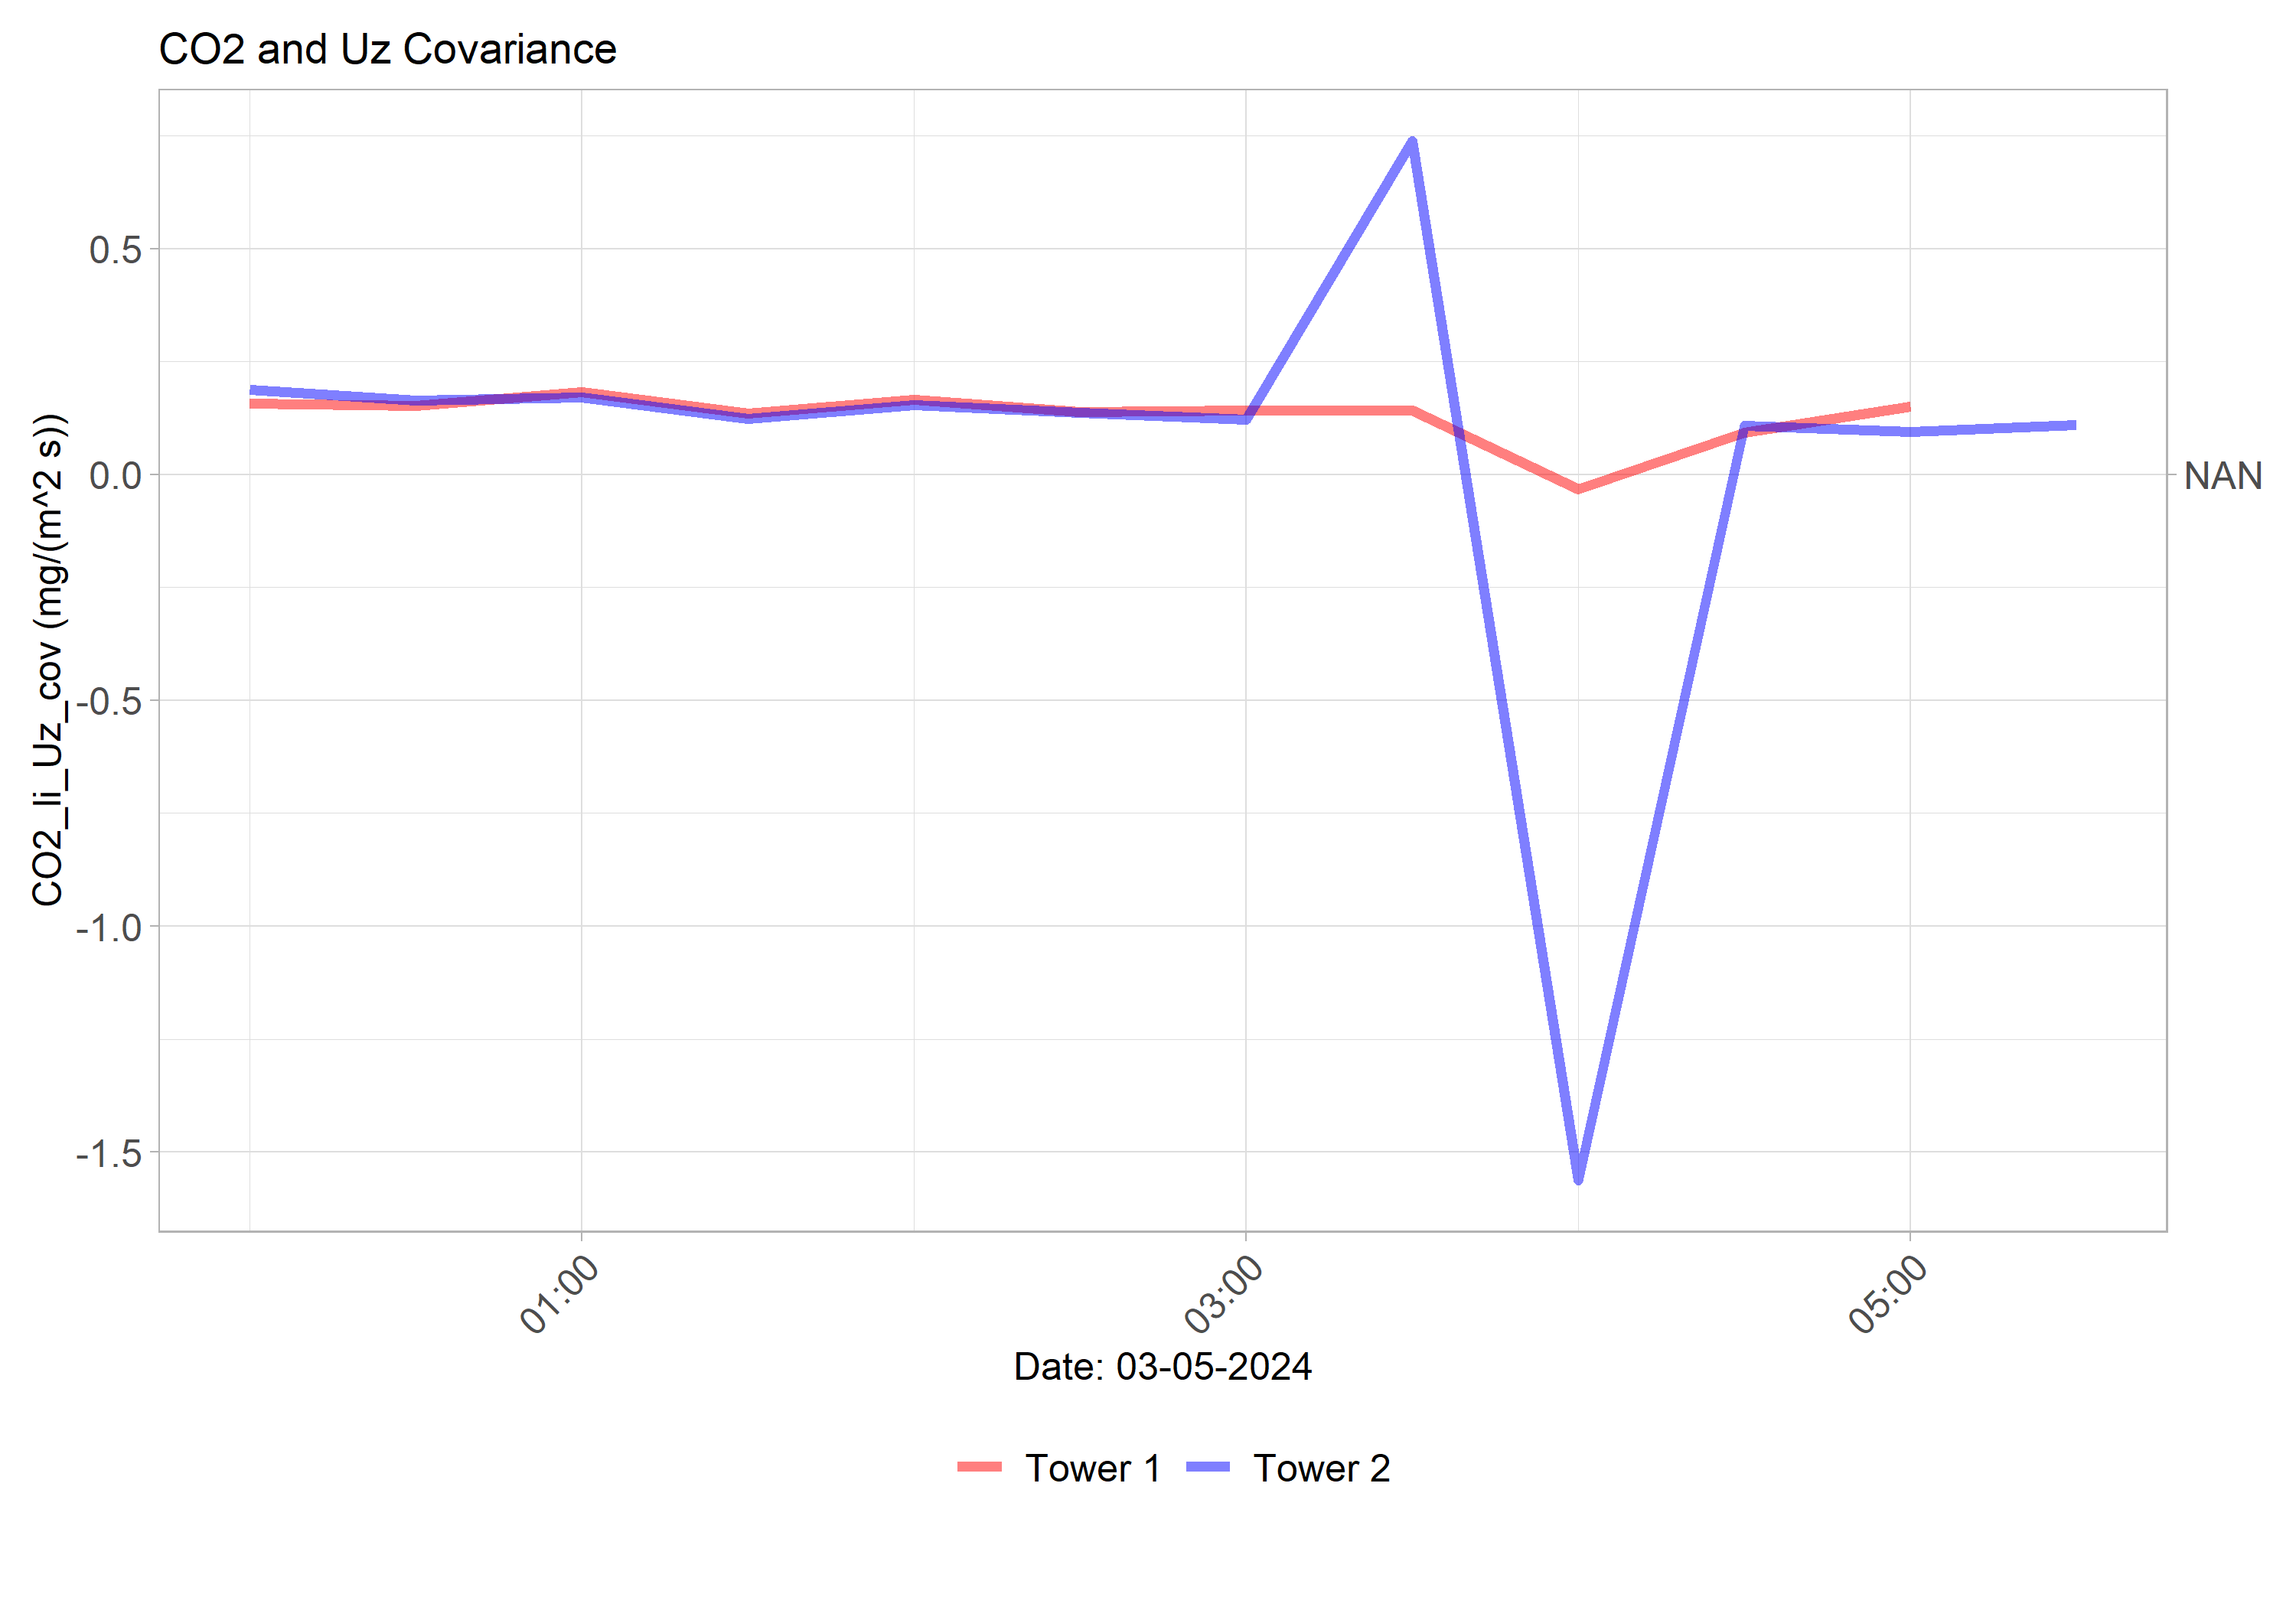 CO2 and Uz Covariance
CO2_li_Uz_cov (mg/(m^2 s))
0.5
0.0
-0.5
-1.0
-1.5
NAN
01:00
03:00
05:00
Date: 03-05-2024
Tower 1
Tower 2